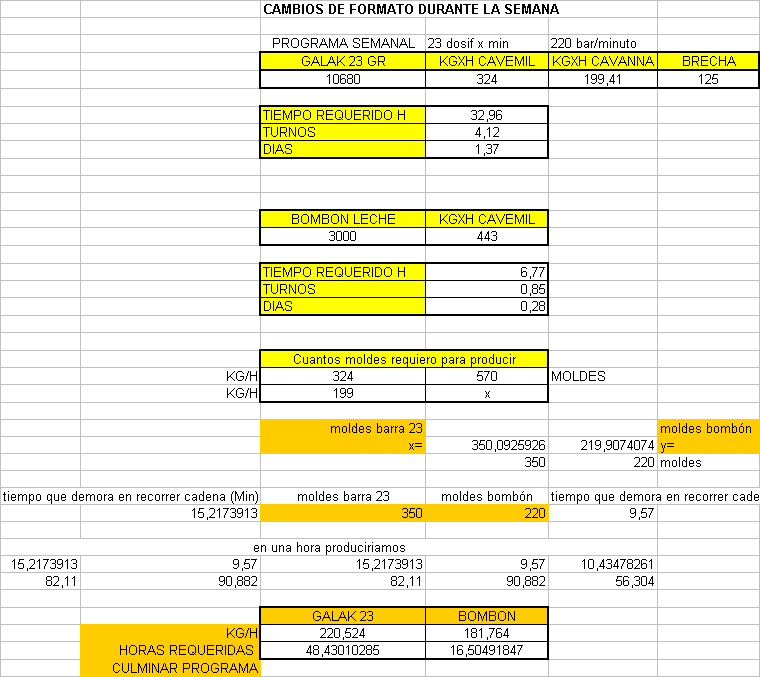 CAMBIOS DE FORMATO DURANTE LA SEMANA
PROGRAMA SEMANAL 23 dosif x min 220 bar/minuto
GALAK 23 GR KGXH CAVEMIL KGXH CAVANNA BRECHA
10680 324 199,41 125
TIEMPO REQUERIDO H 32,96
TURNOS 4,12
DIAS 1,37
BOMBON LECHE KGXH CAVEMIL
3000 443
TIEMPO REQUERIDO H 6,77
TURNOS 0,85
DIAS 0,28
Cuantos moldes requiero para producir
KG/H 324 570 MOLDES
KG/H 199 x
moldes barra 23 moldes bombón
x= 350,0925926 219,9074074 y=
350 220 moldes
tiempo que demora en recorrer cadena (Min) moldes barra 23 moldes bombón tiempo que demora en recorrer cade
15,2173913 350 220 9,57
en una hora produciriamos
15,2173913 9,57 15,2173913 9,57 10,43478261
82,11 90,882 82,11 90,882 56,304
GALAK 23 BOMBON
KG/H 220,524 181,764
HORAS REQUERIDAS 48,43010285 16,50491847
CULMINAR PROGRAMA